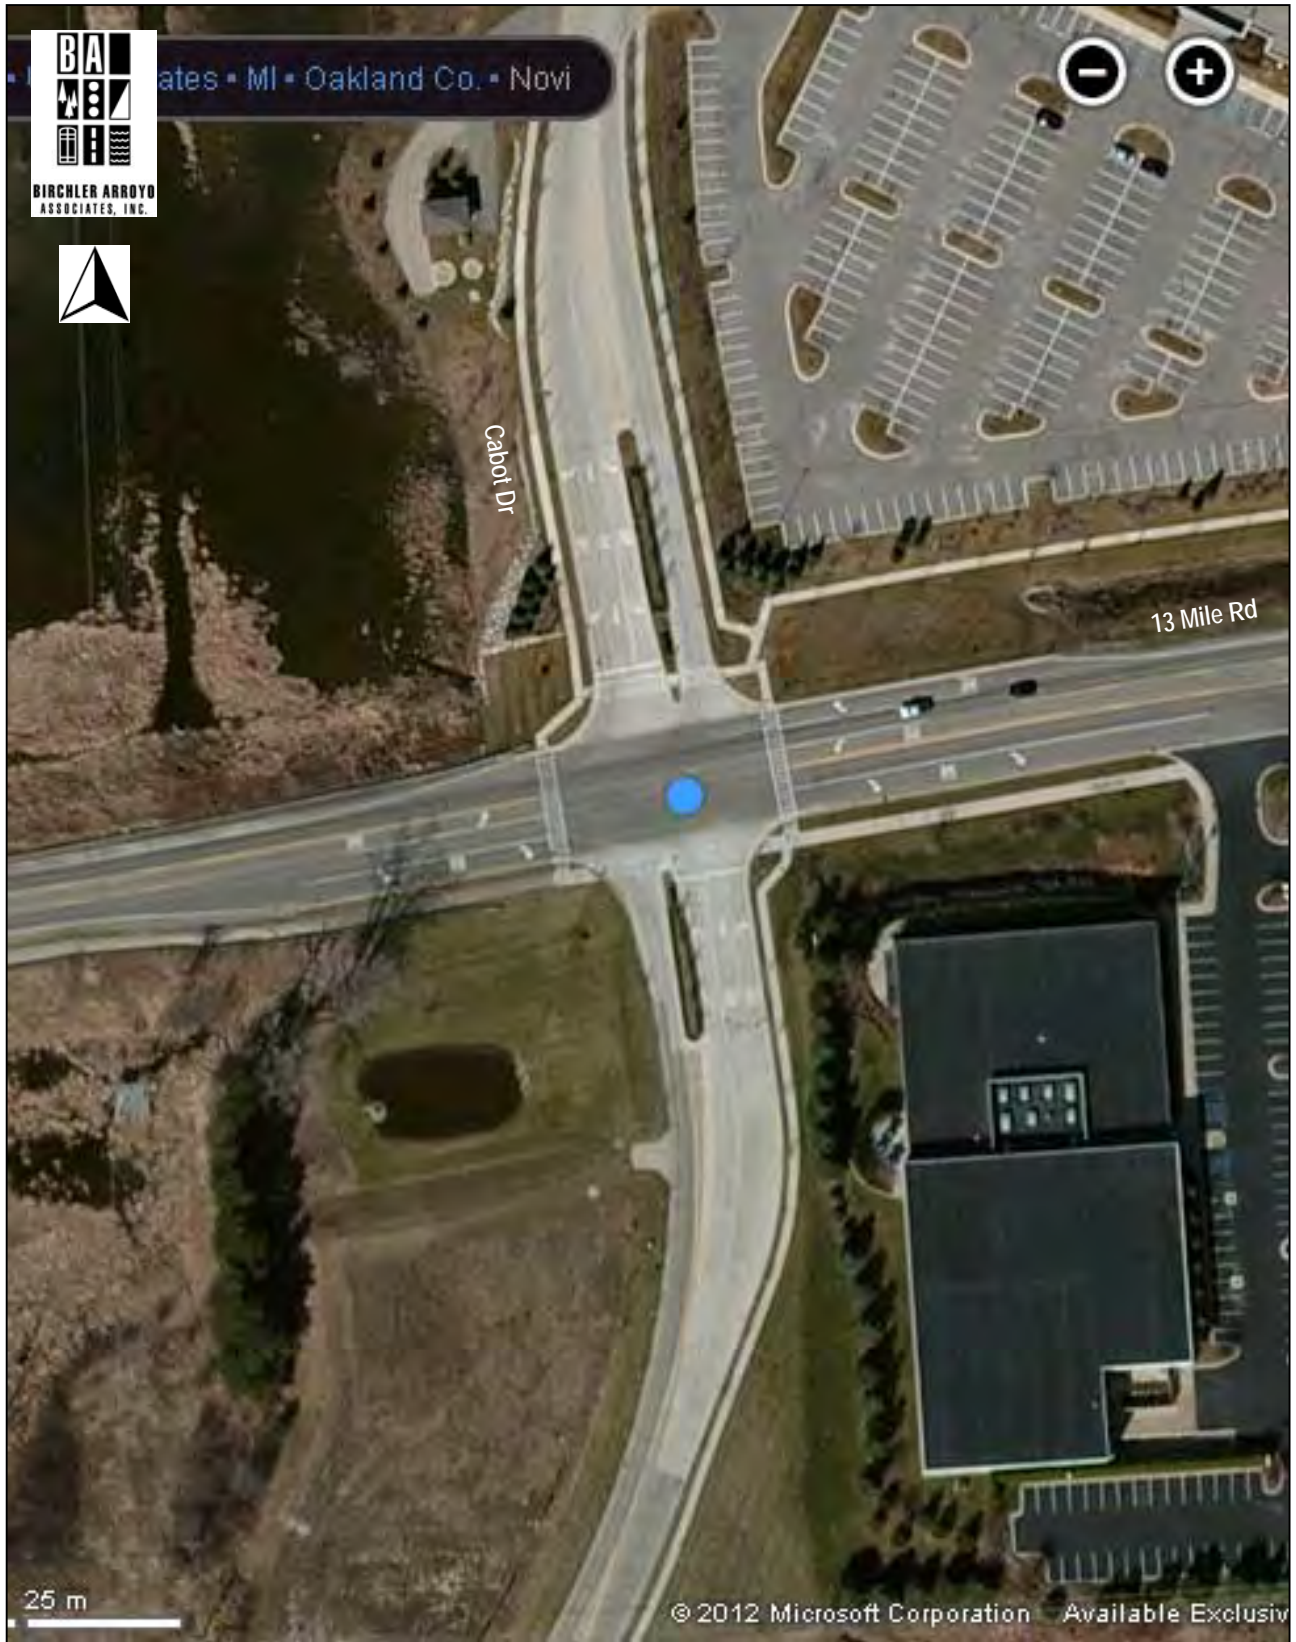 BA
BIRCHLER ARROYO
ASSOCIATES, INC.
ates ▪ MI ▪ Oakland Co. ▪ Novi
Cabot Dr
13 Mile Rd
25 m
© 2012 Microsoft Corporation Available Exclusiv